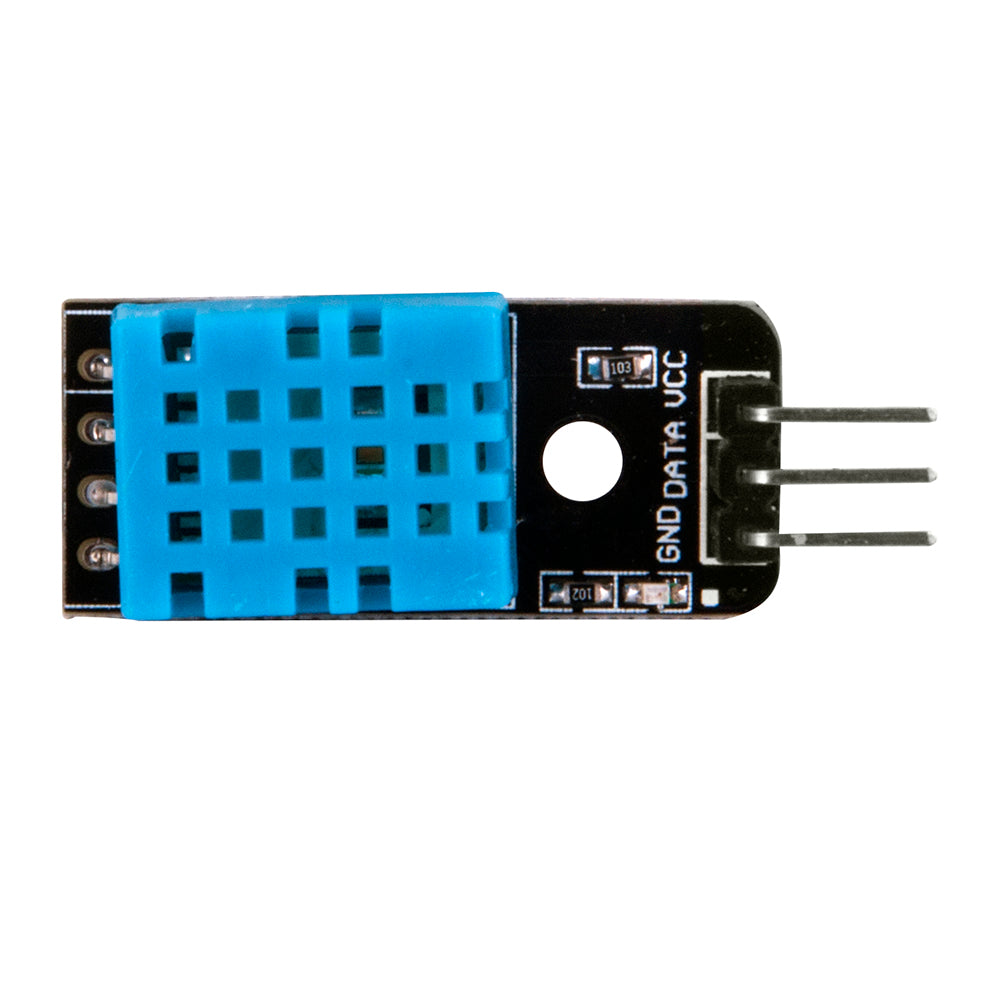 103
VCC
DATA
GND
102